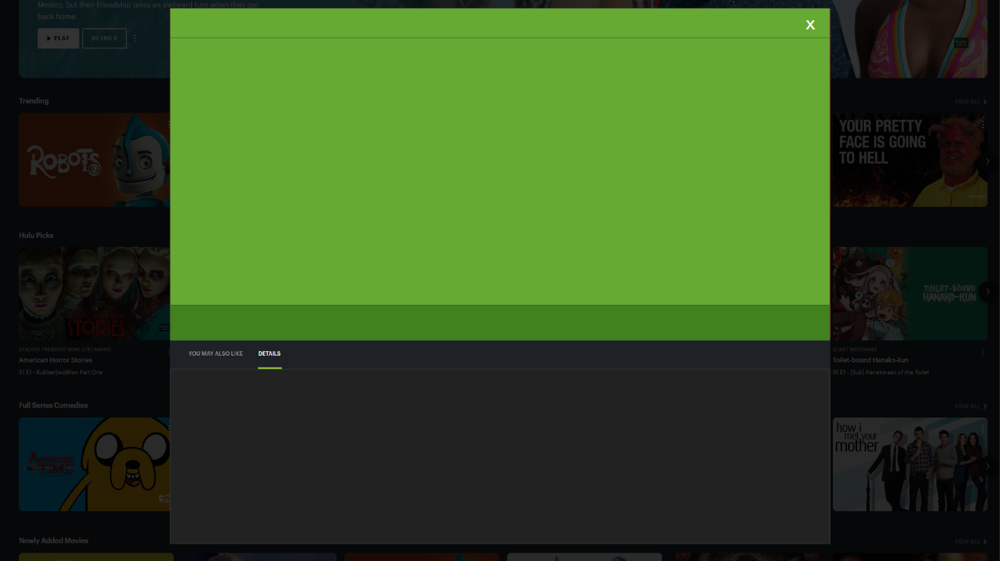 Mexico, but their friendship takes an awkward turn when they get
back home.
X
PLAY
DETAILS
Trending
VIEW ALL
ROBOTS
YOUR PRETTY
FACE IS GOING
TO HELL
Hulu Picks
STORIES
TOILET-BOUND
HANAKO-KUN
YOU MAY ALSO LIKE
DETAILS
SEASON PREMIERE NOW STREAMING
American Horror Stories
S1 E1 - Rubber(wo)Man Part One
START WATCHING
Toilet-bound Hanako-kun
S1 E1 - (Sub) Hanako-san of the Toilet
Full Series Comedies
VIEW ALL
ADVENTURE
TIME
CN
how i
met your
mother
Newly Added Movies
VIEW ALL